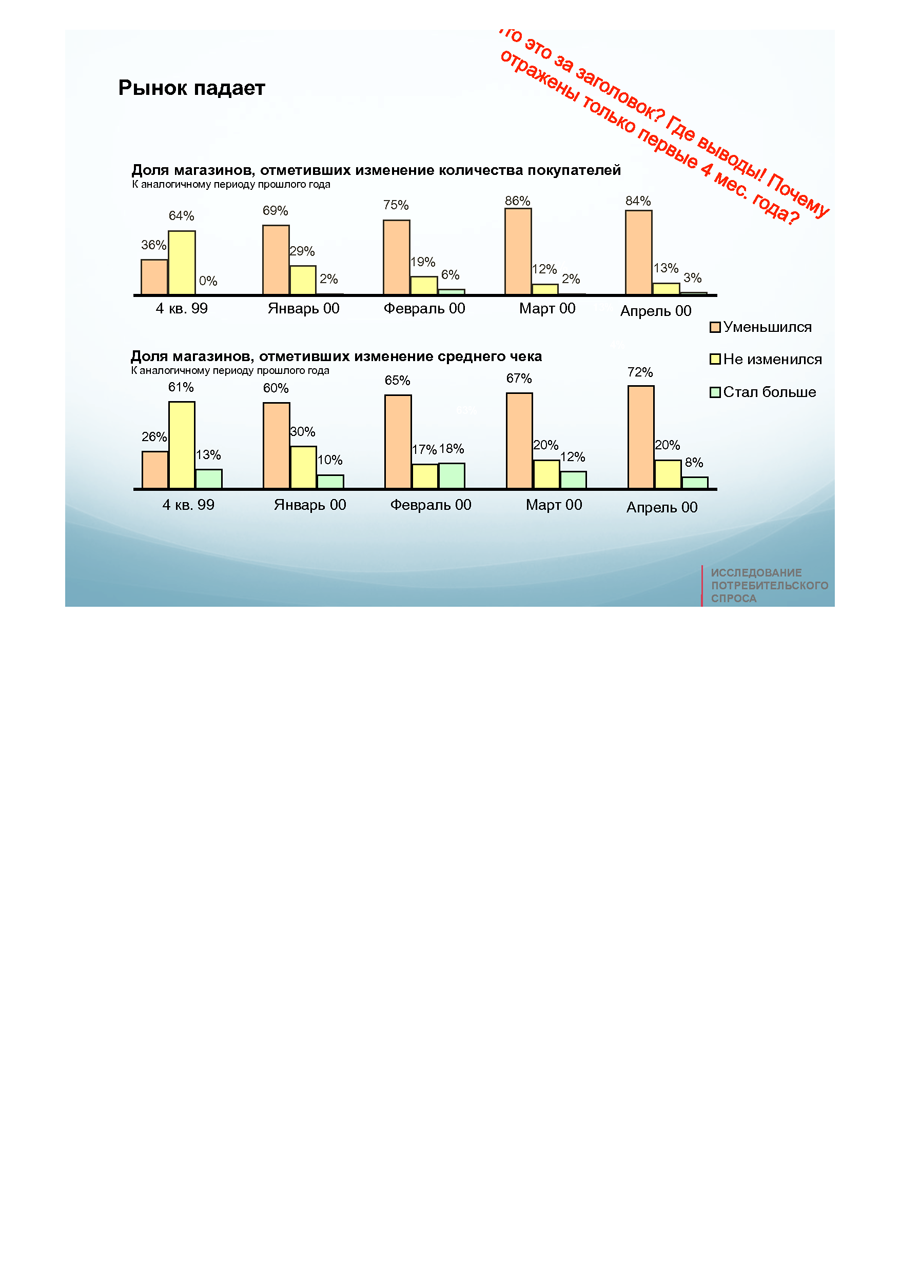 то это за заголовок? Где выводы! Почему
отражены только первые 4 мес. года?
Рынок падает
Доля магазинов, отметивших изменение количества покупателей
К аналогичному периоду прошлого года
36% 64% 0% 69% 29% 2% 75% 19% 6% 86% 12% 2% 84% 13% 3%
4 кв. 99 Январь 00 Февраль 00 Март 00 Апрель 00
Уменьшился
Не изменился
Стал больше
Доля магазинов, отметивших изменение среднего чека
К аналогичному периоду прошлого года
26% 61% 13% 60% 30% 10% 65% 17% 18% 67% 20% 12% 72% 20% 8%
4 кв. 99 Январь 00 Февраль 00 Март 00 Апрель 00
ИССЛЕДОВАНИЕ
ПОТРЕБИТЕЛЬСКОГО
СПРОСА